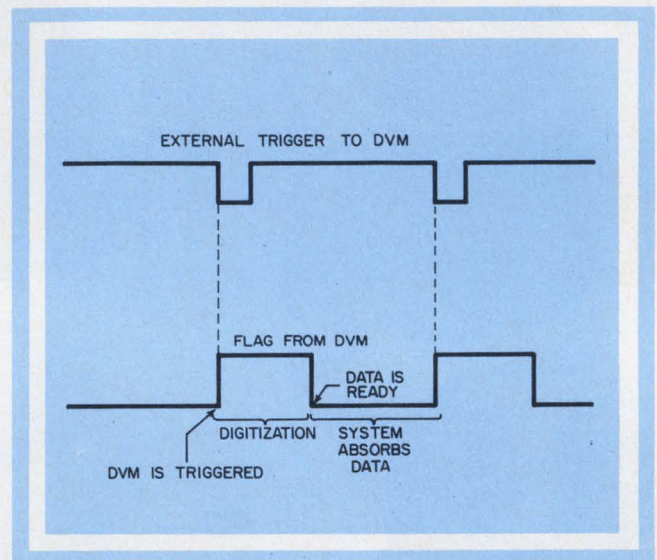 EXTERNAL TRIGGER TO DVM
FLAG FROM DVM
DATA IS
READY
DIGITIZATION
SYSTEM
ABSORBS
DATA
DVM IS TRIGGERED